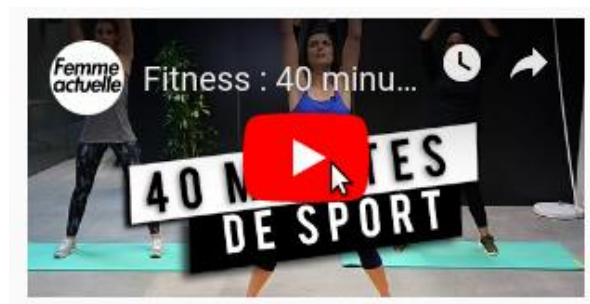 Femme
actuelle
Fitness : 40 minu...
40 M TES
DE SPORT